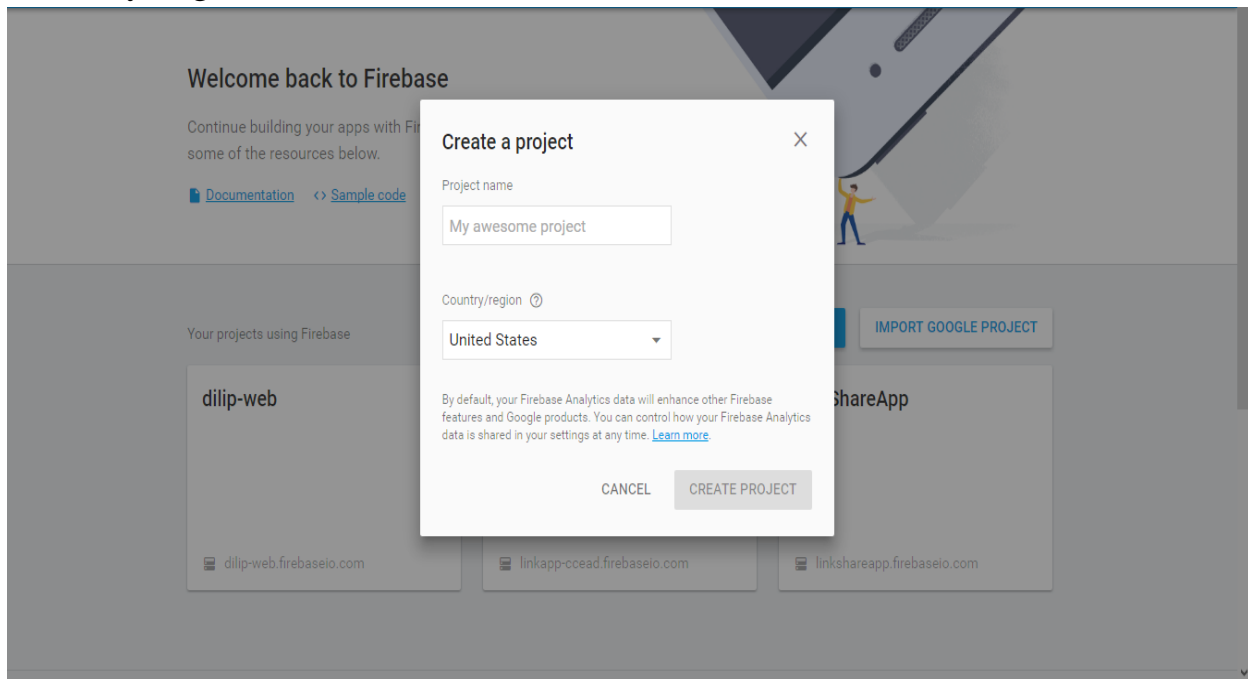 Welcome back to Firebase
Continue building your apps with Fir
some of the resources below.
Documentation <> Sample code
Create a project
Project name
My awesome project
Country/region
United States
By default, your Firebase Analytics data will enhance other Firebase
features and Google products. You can control how your Firebase Analytics
data is shared in your settings at any time. Learn more.
CANCEL CREATE PROJECT
Your projects using Firebase
IMPORT GOOGLE PROJECT
dilip-web
ShareApp
dilip-web.firebaseio.com
linkapp-ccead.firebaseio.com
linkshareapp.firebaseio.com